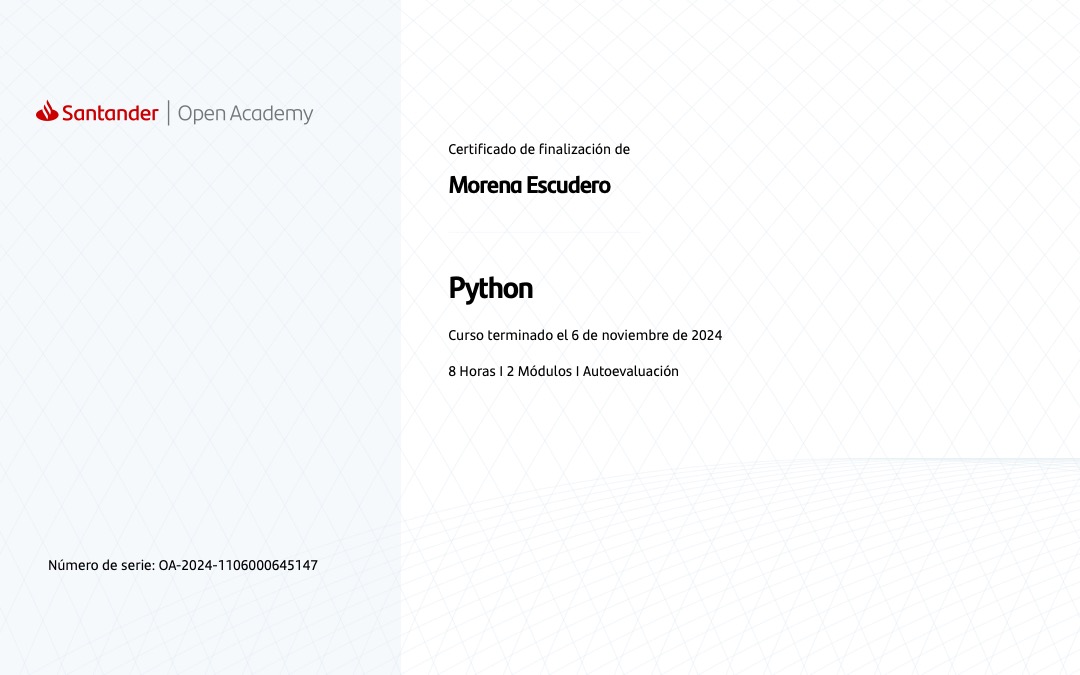 Santander | Open Academy
Certificado de finalización de
Morena Escudero
Python
Curso terminado el 6 de noviembre de 2024
8 Horas I 2 Módulos I Autoevaluación
Número de serie: OA-2024-1106000645147